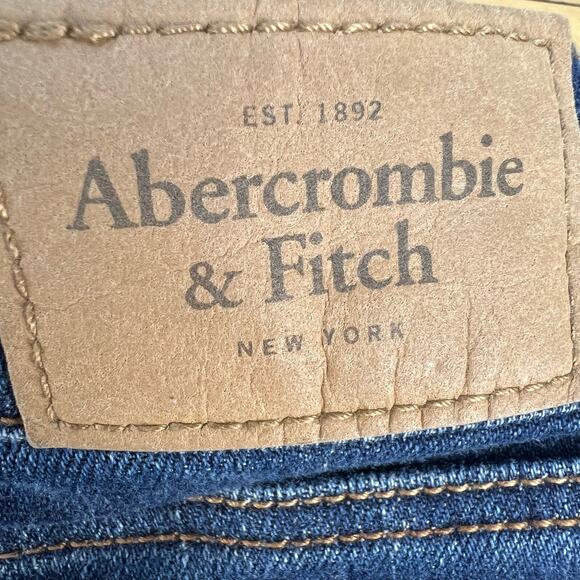 EST. 1892
Abercrombie
& Fitch
NEW YORK